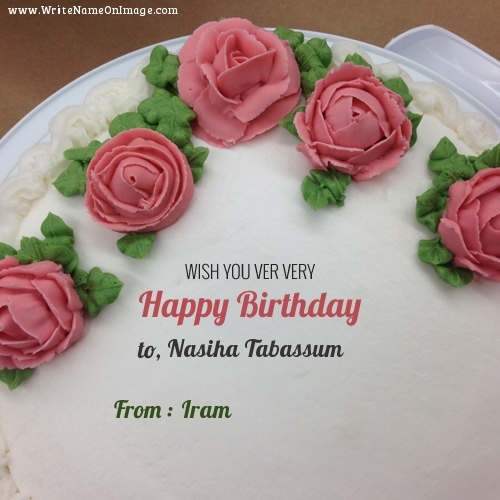 www.WriteNameOnImage.com
WISH YOU VER VERY
Happy Birthday
to, Nasiha Tabassum
From : Iram